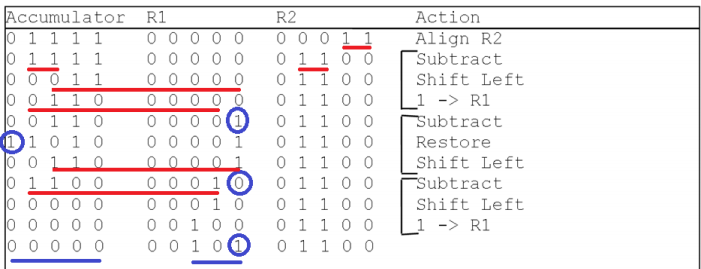 Accumulator R1 R2 Action
0 1 1 1 1 0 0 0 0 0 0 0 0 1 1 Align R2
0 1 1 1 1 0 0 0 0 0 0 1 1 0 0 Subtract
0 0 0 1 1 0 0 0 0 0 0 1 1 0 0 Shift Left
0 0 1 1 0 0 0 0 0 0 0 1 1 0 0 1 -> R1
0 0 1 1 0 0 0 0 0 1 0 1 1 0 0 Subtract
1 1 0 1 0 0 0 0 0 1 0 1 1 0 0 Restore
0 0 1 1 0 0 0 0 0 1 0 1 1 0 0 Shift Left
0 1 1 0 0 0 0 0 1 0 0 1 1 0 0 Subtract
0 0 0 0 0 0 0 0 1 0 0 1 1 0 0 Shift Left
0 0 0 0 0 0 0 1 0 0 0 1 1 0 0 1 -> R1
0 0 0 0 0 0 0 1 0 1 0 1 1 0 0